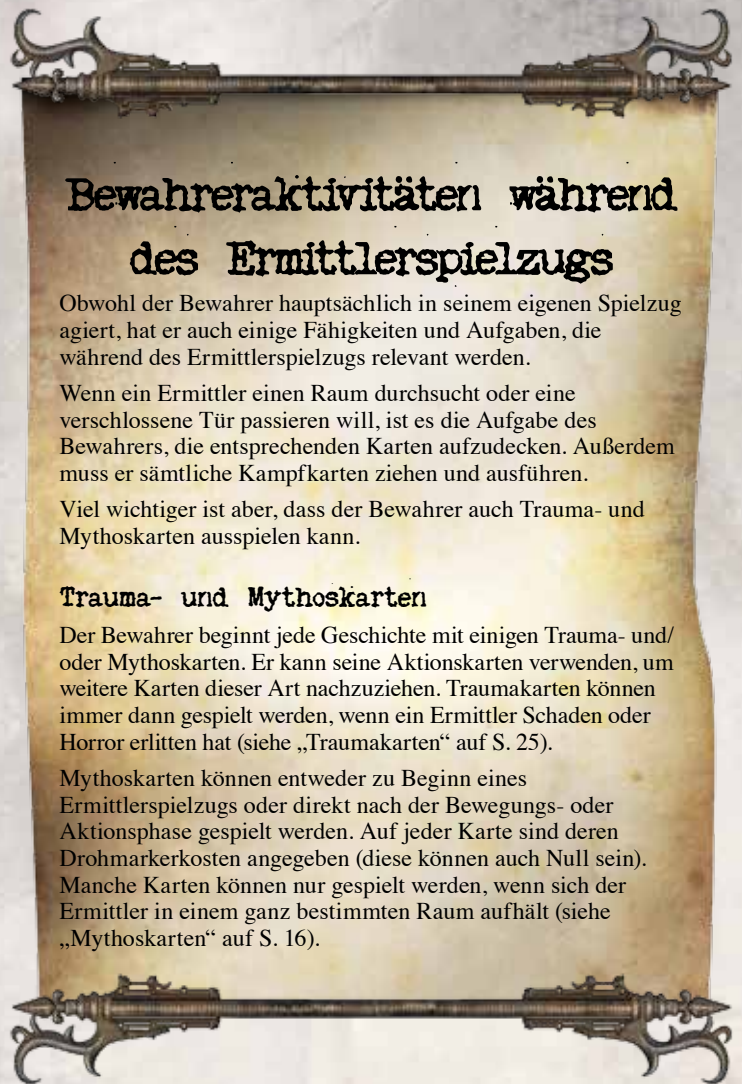 Bewahreraktivitäten während
des Ermittlerspielzugs
Obwohl der Bewahrer hauptsächlich in seinem eigenen Spielzug
agiert, hat er auch einige Fähigkeiten und Aufgaben, die
während des Ermittlerspielzugs relevant werden.
Wenn ein Ermittler einen Raum durchsucht oder eine
verschlossene Tür passieren will, ist es die Aufgabe des
Bewahrers, die entsprechenden Karten aufzudecken. Außerdem
muss er sämtliche Kampfkarten ziehen und ausführen.
Viel wichtiger ist aber, dass der Bewahrer auch Trauma- und
Mythoskarten ausspielen kann.
Trauma- und Mythoskarten
Der Bewahrer beginnt jede Geschichte mit einigen Trauma- und/
oder Mythoskarten. Er kann seine Aktionskarten verwenden, um
weitere Karten dieser Art nachzuziehen. Traumakarten können
immer dann gespielt werden, wenn ein Ermittler Schaden oder
Horror erlitten hat (siehe „Traumakarten“ auf S. 25).
Mythoskarten können entweder zu Beginn eines
Ermittlerspielzugs oder direkt nach der Bewegungs- oder
Aktionsphase gespielt werden. Auf jeder Karte sind deren
Drohmarkerkosten angegeben (diese können auch Null sein).
Manche Karten können nur gespielt werden, wenn sich der
Ermittler in einem ganz bestimmten Raum aufhält (siehe
„Mythoskarten“ auf S. 16).